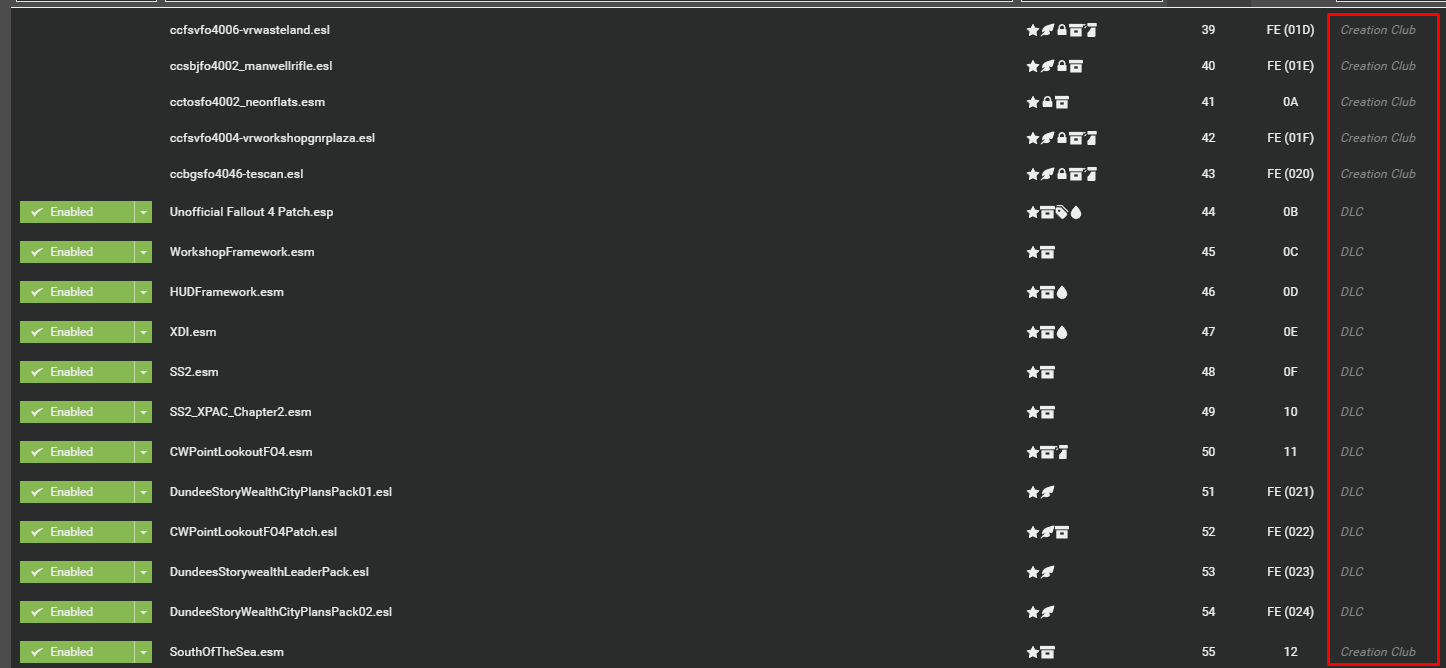 ccfsvfo4006-vrwasteland.esl 39 FE (01D) Creation Club
ccsbjfo4002_manwellrifle.esl 40 FE (01E) Creation Club
cctosfo4002_neonflats.esm 41 0A Creation Club
ccfsvfo4004-vrworkshopgnrplaza.esl 42 FE (01F) Creation Club
ccbgsfo4046-tescan.esl 43 FE (020) Creation Club
Enabled Unofficial Fallout 4 Patch.esp 44 0B DLC
Enabled WorkshopFramework.esm 45 0C DLC
Enabled HUDFramework.esm 46 0D DLC
Enabled XDI.esm 47 0E DLC
Enabled SS2.esm 48 0F DLC
Enabled SS2_XPAC_Chapter2.esm 49 10 DLC
Enabled CWPointLookoutFO4.esm 50 11 DLC
Enabled DundeeStoryWealthCityPlansPack01.esl 51 FE (021) DLC
Enabled CWPointLookoutFO4Patch.esl 52 FE (022) DLC
Enabled DundeesStorywealthLeaderPack.esl 53 FE (023) DLC
Enabled DundeeStoryWealthCityPlansPack02.esl 54 FE (024) DLC
Enabled SouthOfTheSea.esm 55 12 Creation Club